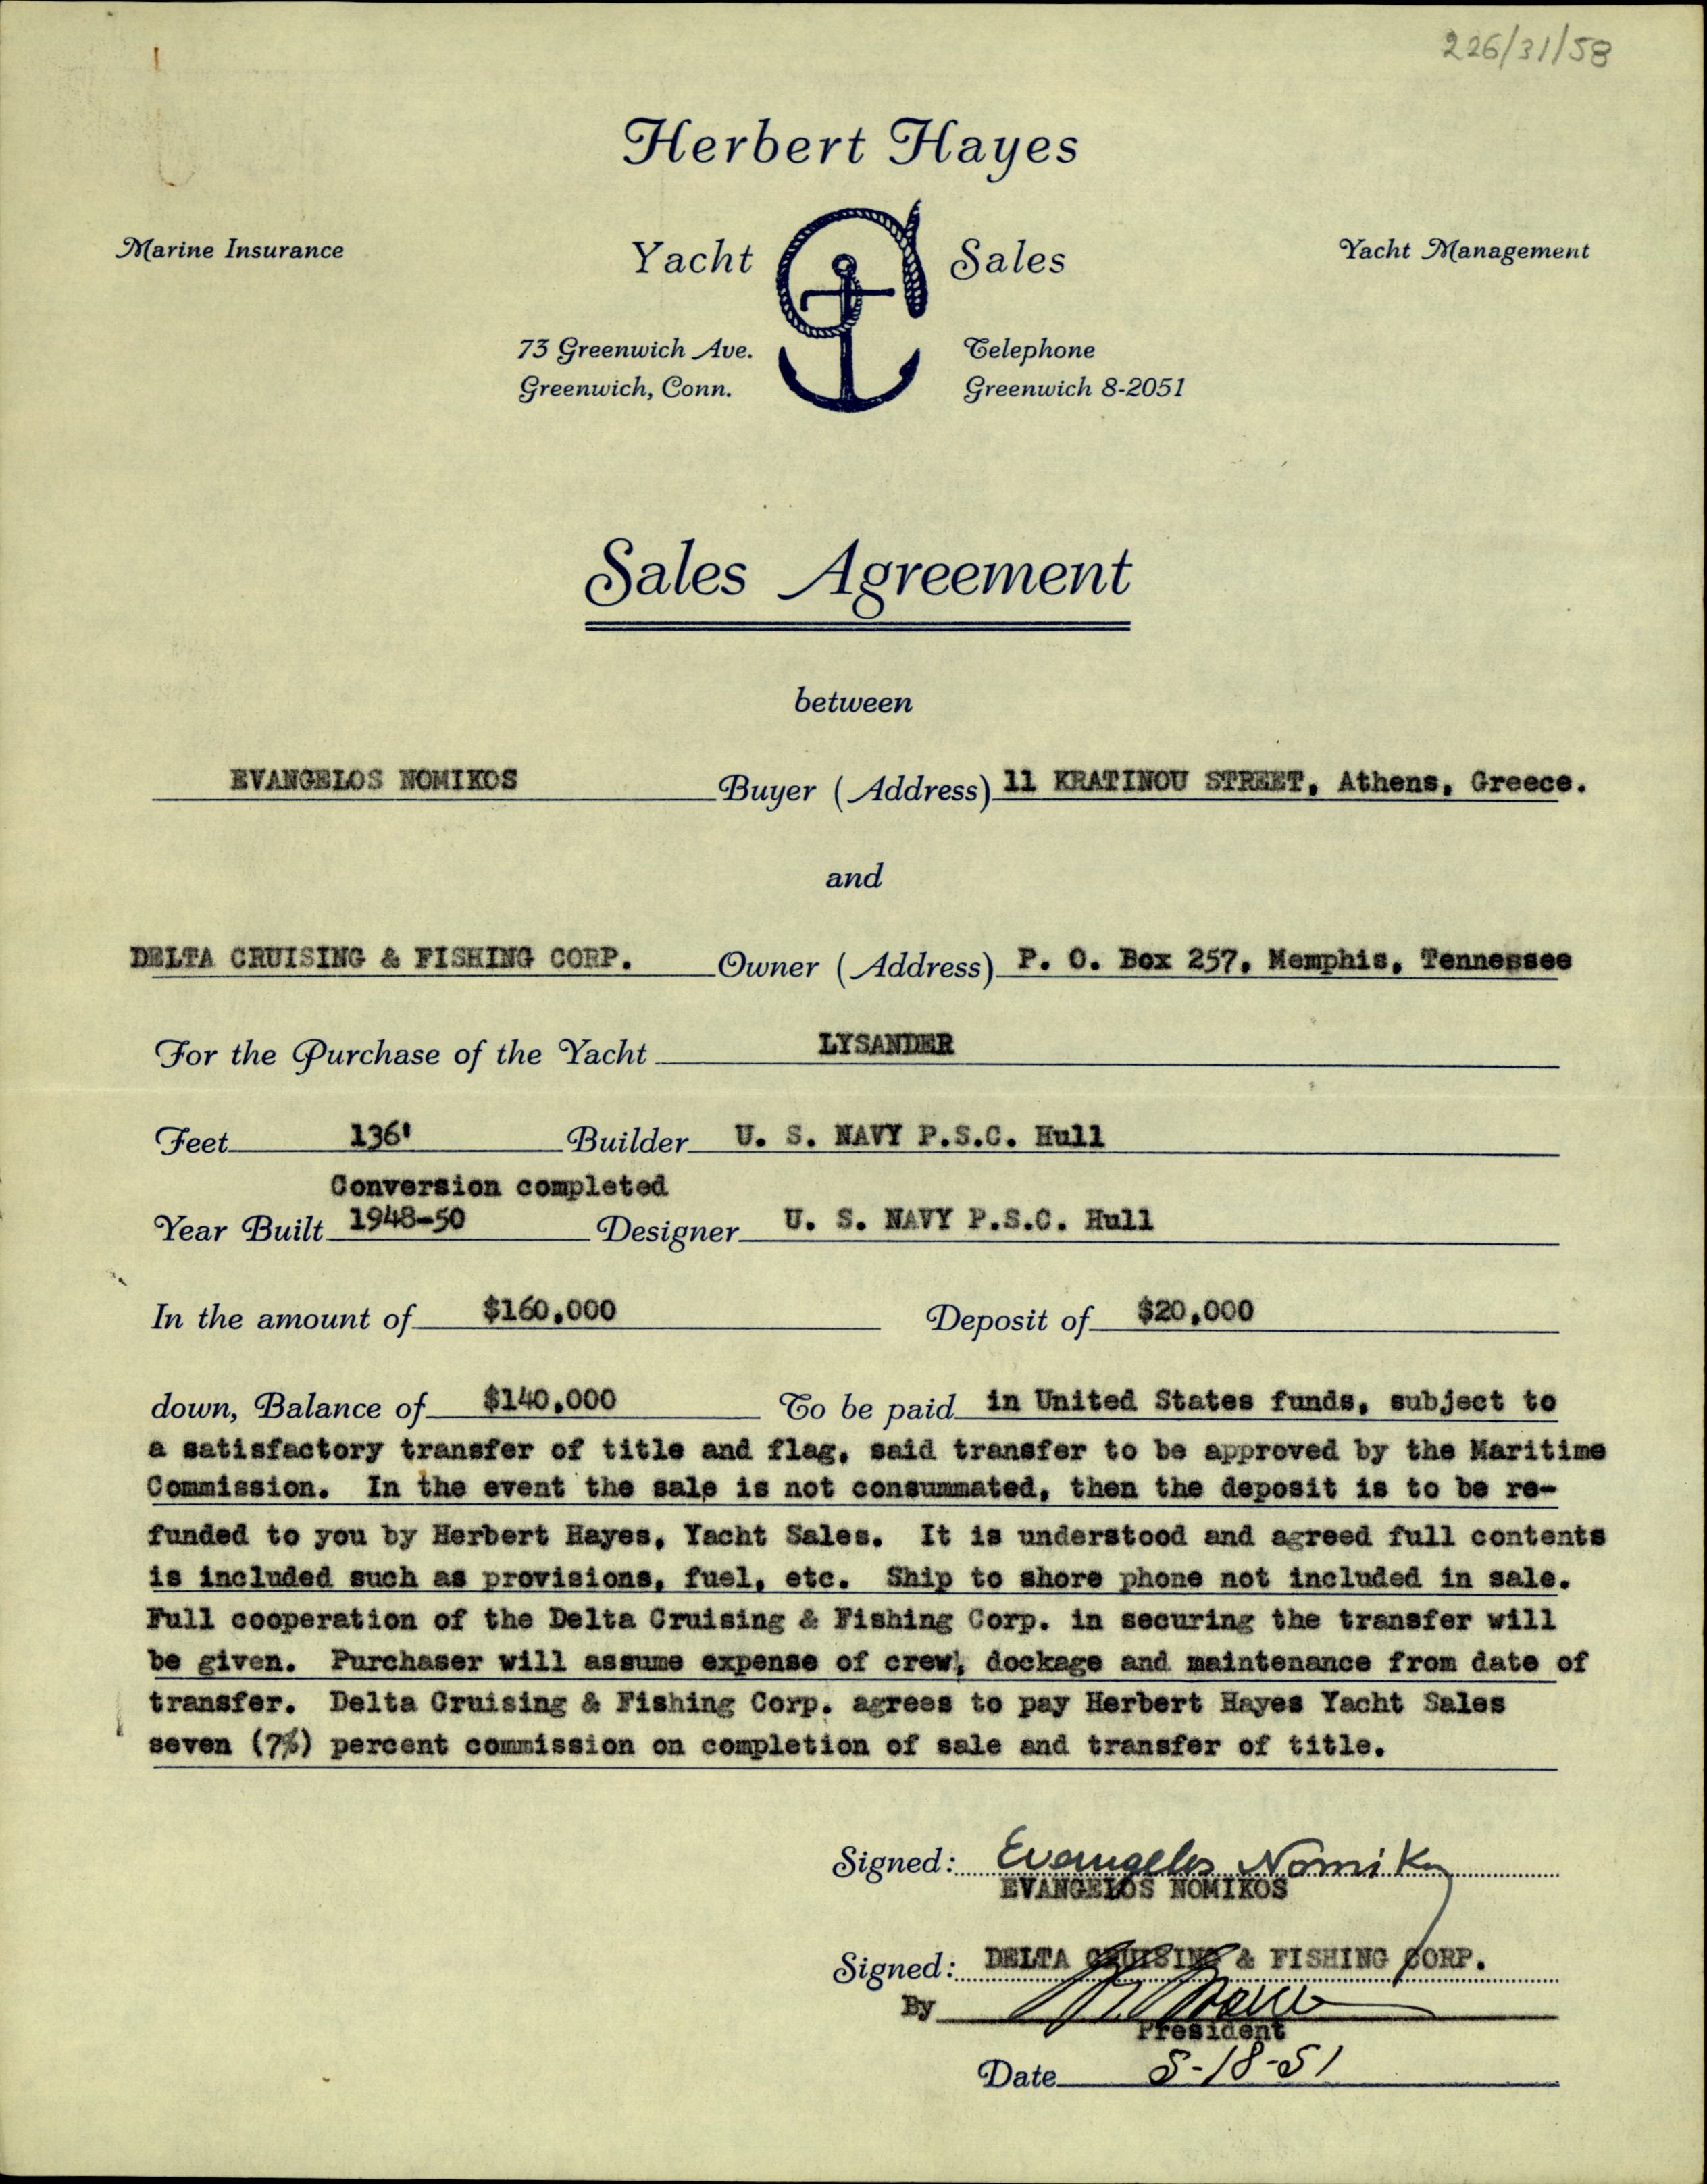 226/31/58
Herbert Hayes
Marine Insurance
Yacht Sales
Yacht Management
73 Greenwich Ave.
Greenwich, Conn.
Telephone
Greenwich 8-2051
Sales Agreement
between
EVANGELOS NOMIKOS Buyer (Address) 11 KRATINOU STREET, Athens, Greece.
and
DELTA CRUISING & FISHING CORP. Owner (Address) P. O. Box 257, Memphis, Tennessee
For the Purchase of the Yacht LYSANDER
Feet 136' Builder U. S. NAVY P.S.C. Hull
Conversion completed
Year Built 1948-50 Designer U. S. NAVY P.S.C. Hull
In the amount of $160,000 Deposit of $20,000
down, Balance of $140,000 To be paid in United States funds, subject to
a satisfactory transfer of title and flag, said transfer to be approved by the Maritime
Commission. In the event the sale is not consummated, then the deposit is to be re-
funded to you by Herbert Hayes, Yacht Sales. It is understood and agreed full contents
is included such as provisions, fuel, etc. Ship to shore phone not included in sale.
Full cooperation of the Delta Cruising & Fishing Corp. in securing the transfer will
be given. Purchaser will assume expense of crew, dockage and maintenance from date of
transfer. Delta Cruising & Fishing Corp. agrees to pay Herbert Hayes Yacht Sales
seven (7%) percent commission on completion of sale and transfer of title.
Signed: Evangelos Nomikos
EVANGELOS NOMIKOS
Signed: DELTA CRUISING & FISHING CORP.
By
President
Date 5-18-51